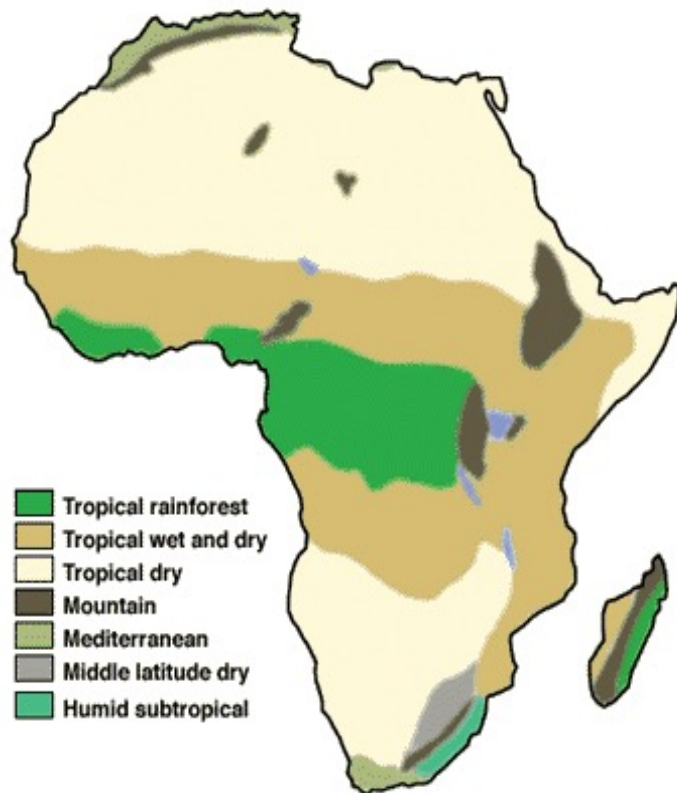 Tropical rainforest
Tropical wet and dry
Tropical dry
Mountain
Mediterranean
Middle latitude dry
Humid subtropical